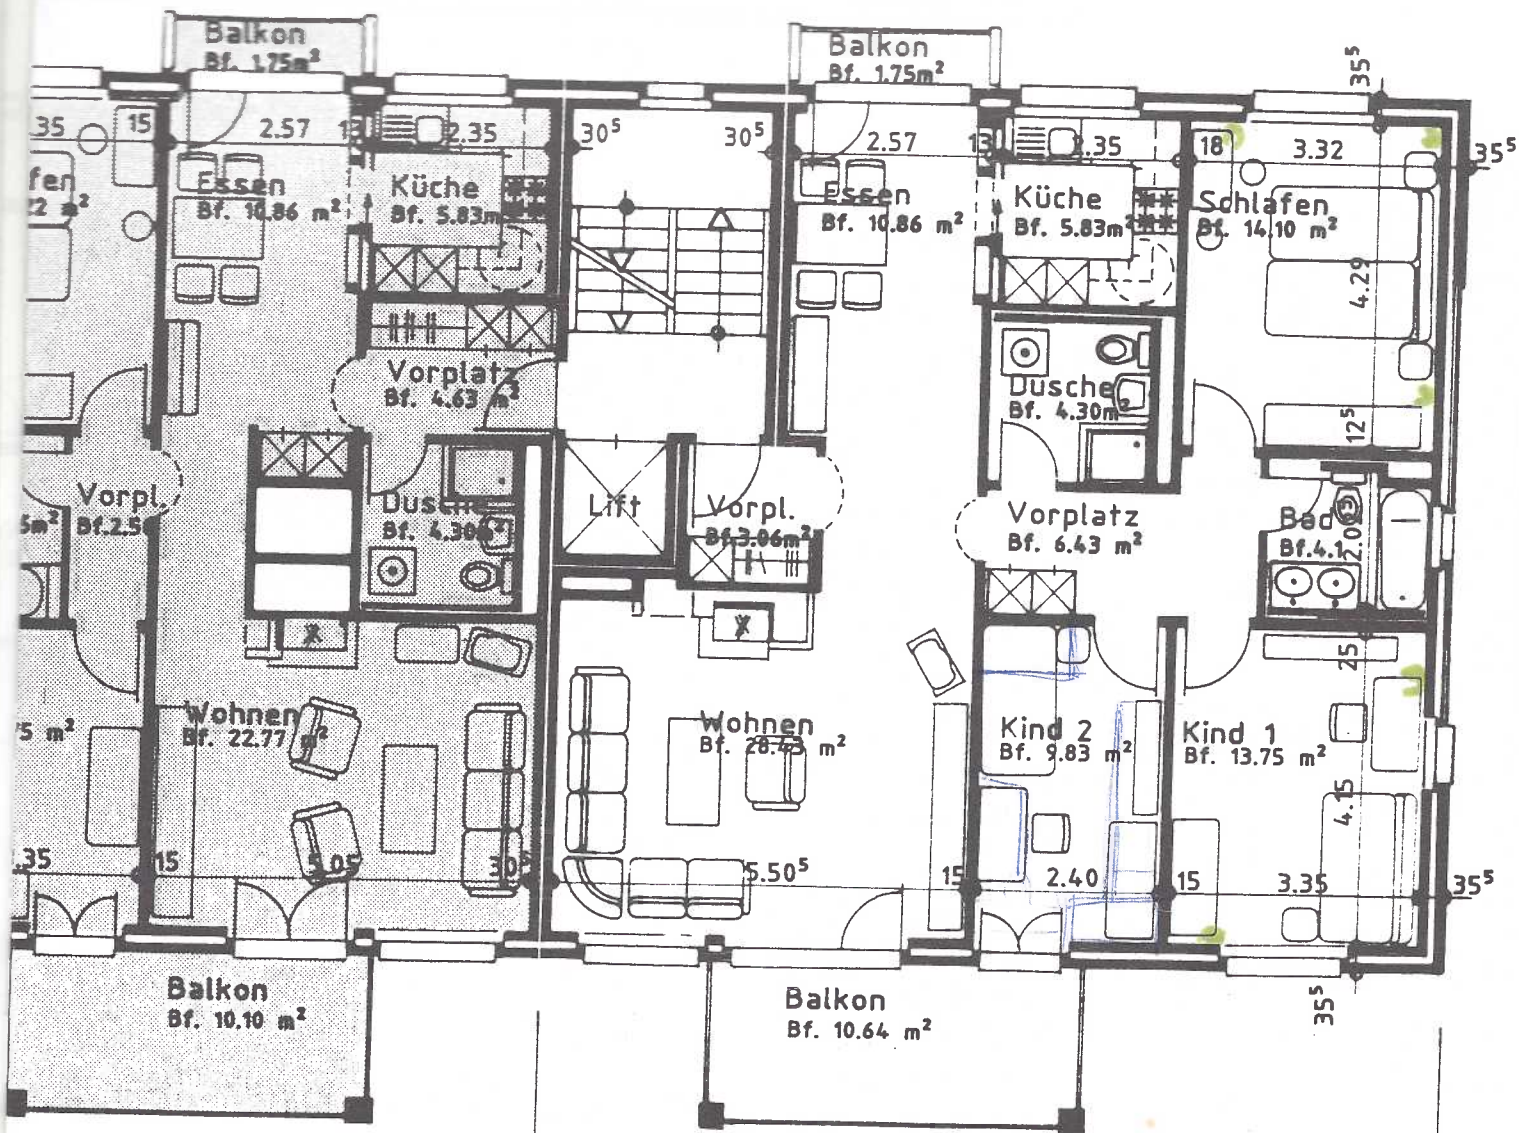 Balkon
Bf. 1.75m²
Balkon
Bf. 1.75m²
35⁵
.35
15
2.57
13
2.35
30⁵
30⁵
2.57
13
2.35
18
3.32
35⁵
fen
22 m²
Essen
Bf. 10.86 m²
Küche
Bf. 5.83m²
Essen
Bf. 10.86 m²
Küche
Bf. 5.83m²
Schlafen
Bf. 14.10 m²
4.29
Vorplatz
Bf. 4.63 m²
Dusche
Bf. 4.30m²
12⁵
Vorpl.
Bf.2.5
5m²
Dusche
Bf. 4.30m²
Lift
Vorpl.
Bf.3.06m²
Vorplatz
Bf. 6.43 m²
Bad
Bf.4.1
2.03
25
Wohnen
Bf. 22.77 m²
75 m²
Wohnen
Bf. 28.43 m²
Kind 2
Bf. 9.83 m²
Kind 1
Bf. 13.75 m²
4.15
.35
15
5.05
30⁵
5.50⁵
15
2.40
15
3.35
35⁵
Balkon
Bf. 10.10 m²
Balkon
Bf. 10.64 m²
35⁵